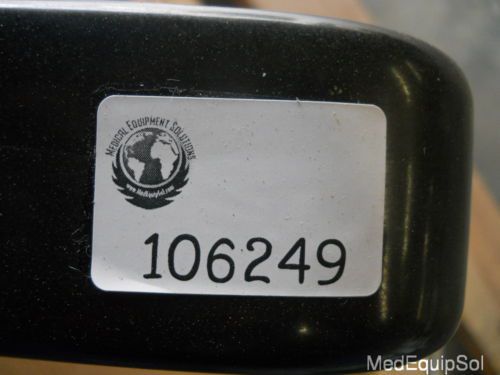 MEDICAL EQUIPMENT SOLUTIONS
www.MedEquipSol.com
106249
MedEquipSol